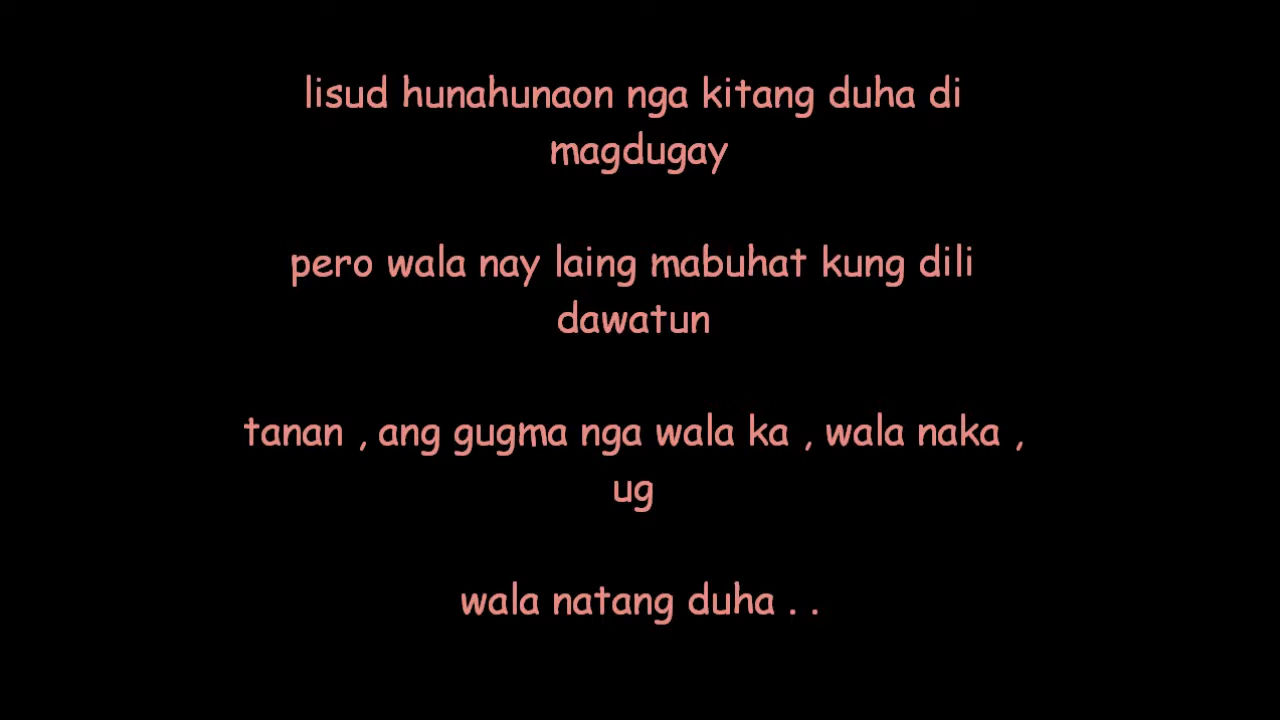 lisud hunahunaon nga kitang duha di
magdugay
pero wala nay laing mabuhat kung dili
dawatun
tanan , ang gugma nga wala ka , wala naka ,
ug
wala natang duha . .